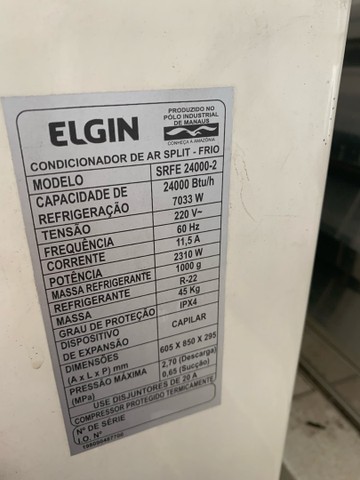 ELGIN
PRODUZIDO NO
PÓLO INDUSTRIAL
DE MANAUS
CONHEÇA A AMAZÔNIA
CONDICIONADOR DE AR SPLIT - FRIO
MODELO SRFE 24000-2
CAPACIDADE DE REFRIGERAÇÃO 24000 Btu/h
7033 W
TENSÃO 220 V~
FREQUÊNCIA 60 Hz
CORRENTE 11,5 A
POTÊNCIA 2310 W
MASSA REFRIGERANTE 1000 g
REFRIGERANTE R-22
MASSA 45 Kg
GRAU DE PROTEÇÃO IPX4
DISPOSITIVO
DE EXPANSÃO CAPILAR
DIMENSÕES
(A x L x P) mm 605 X 850 X 295
PRESSÃO MÁXIMA 2,70 (Descarga)
(MPa) 0,65 (Sucção)
USE DISJUNTORES DE 20 A
COMPRESSOR PROTEGIDO TERMICAMENTE
Nº DE SÉRIE
I.O. Nº